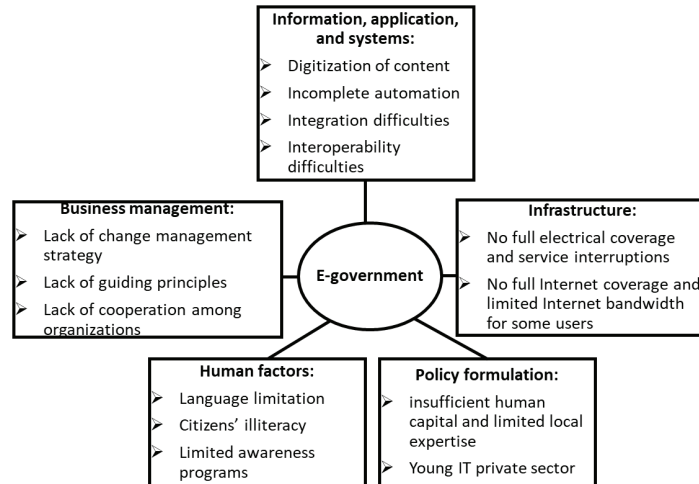 Information, application,
and systems:
➢ Digitization of content
➢ Incomplete automation
➢ Integration difficulties
➢ Interoperability
difficulties
Business management:
➢ Lack of change management
strategy
➢ Lack of guiding principles
➢ Lack of cooperation among
organizations
E-government
Infrastructure:
➢ No full electrical coverage
and service interruptions
➢ No full Internet coverage and
limited Internet bandwidth
for some users
Human factors:
➢ Language limitation
➢ Citizens’ illiteracy
➢ Limited awareness
programs
Policy formulation:
➢ insufficient human
capital and limited local
expertise
➢ Young IT private sector